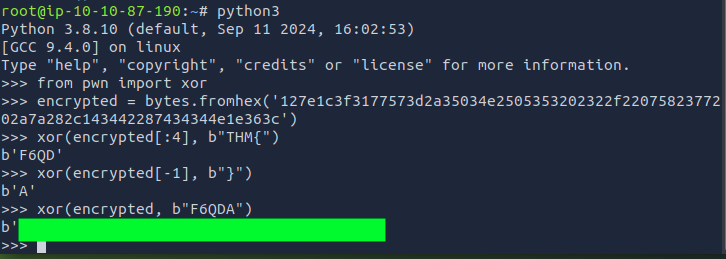 root@ip-10-10-87-190:~# python3
Python 3.8.10 (default, Sep 11 2024, 16:02:53)
[GCC 9.4.0] on linux
Type "help", "copyright", "credits" or "license" for more information.
>>> from pwn import xor
>>> encrypted = bytes.fromhex('127e1c3f3177573d2a35034e2505353202322f22075823772
02a7a282c143442287434344e1e363c')
>>> xor(encrypted[:4], b"THM{")
b'F6QD'
>>> xor(encrypted[-1], b"}")
b'A'
>>> xor(encrypted, b"F6QDA")
b'
>>>